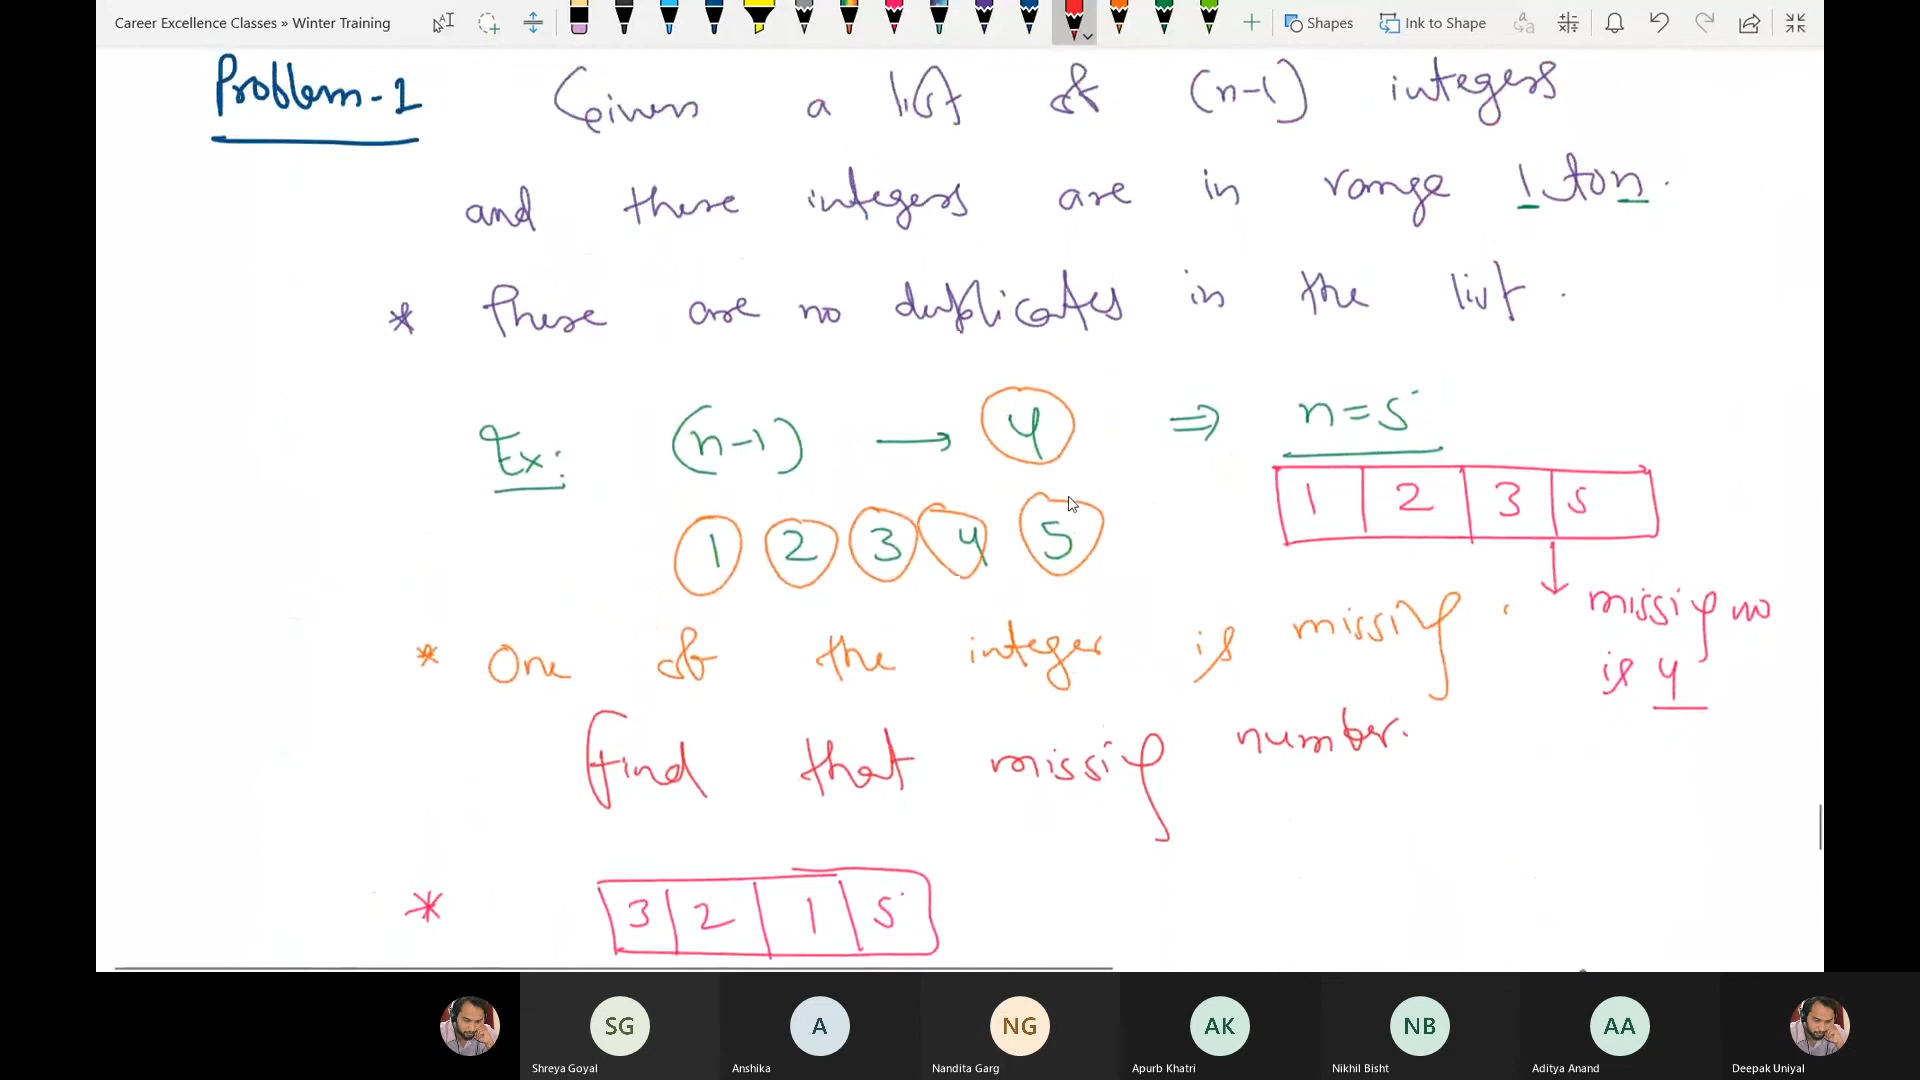 Career Excellence Classes » Winter Training
Shapes
Ink to Shape
Problem-1 Given a list of (n-1) integers
and these integers are in range 1 to n.
* There are no duplicates in the list.
Ex: (n-1) → 4 ⇒ n=5
1 2 3 5
1 2 3 4 5
missing no
is 4
* One of the integer is missing.
Find that missing number.
* 3 2 1 5
SG A NG AK NB AA
Shreya Goyal Anshika Nandita Garg Apurb Khatri Nikhil Bisht Aditya Anand Deepak Uniyal